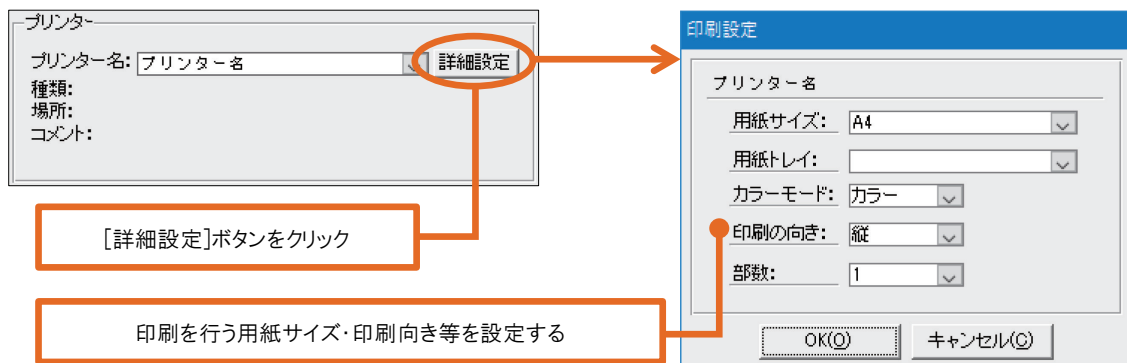 プリンター
プリンター名: プリンター名 詳細設定
種類:
場所:
コメント:
[詳細設定]ボタンをクリック
印刷を行う用紙サイズ・印刷向き等を設定する
印刷設定
プリンター名
用紙サイズ: A4
用紙トレイ:
カラーモード: カラー
印刷の向き: 縦
部数: 1
OK(O) キャンセル(C)